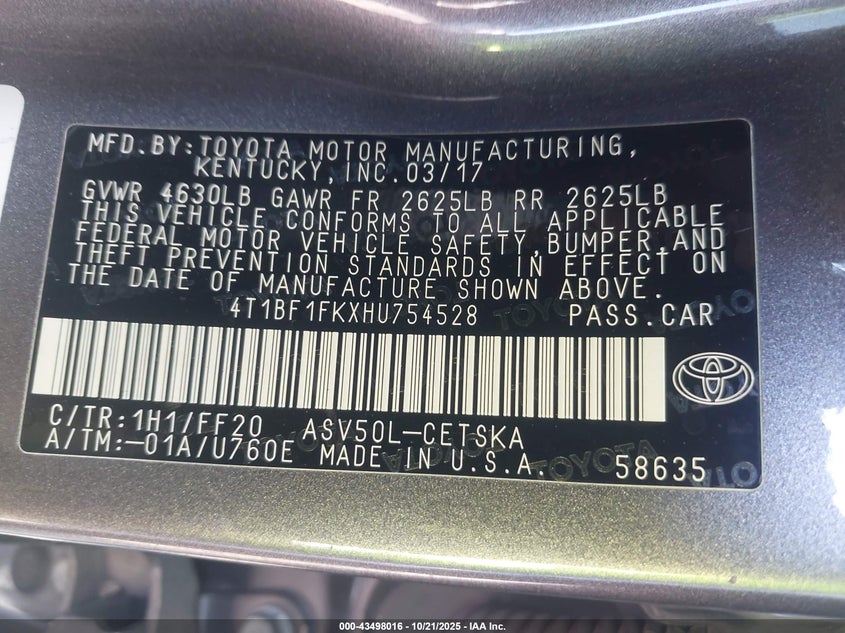 MFD.BY:TOYOTA MOTOR MANUFACTURING,
KENTUCKY,INC.03/17
GVWR 4630LB GAWR FR 2625LB RR 2625LB
THIS VEHICLE CONFORMS TO ALL APPLICABLE
FEDERAL MOTOR VEHICLE SAFETY,BUMPER,AND
THEFT PREVENTION STANDARDS IN EFFECT ON
THE DATE OF MANUFACTURE SHOWN ABOVE.
4T1BF1FKXHU754528 PASS.CAR
C/TR:1H1/FF20 ASV50L-CETSKA
A/TM:-01A/U760E MADE IN U.S.A. 58635
TOYOTA
000-43498016 - 10/21/2025 - IAA Inc.